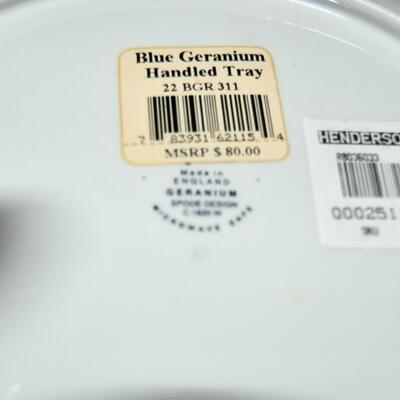 Blue Geranium
Handled Tray
22 BGR 311
7 83931 62115 4
MSRP $ 80.00
Made in
ENGLAND
GERANIUM
SPODE DESIGN
MICROWAVE SAFE
HENDERSO
000251
SKU